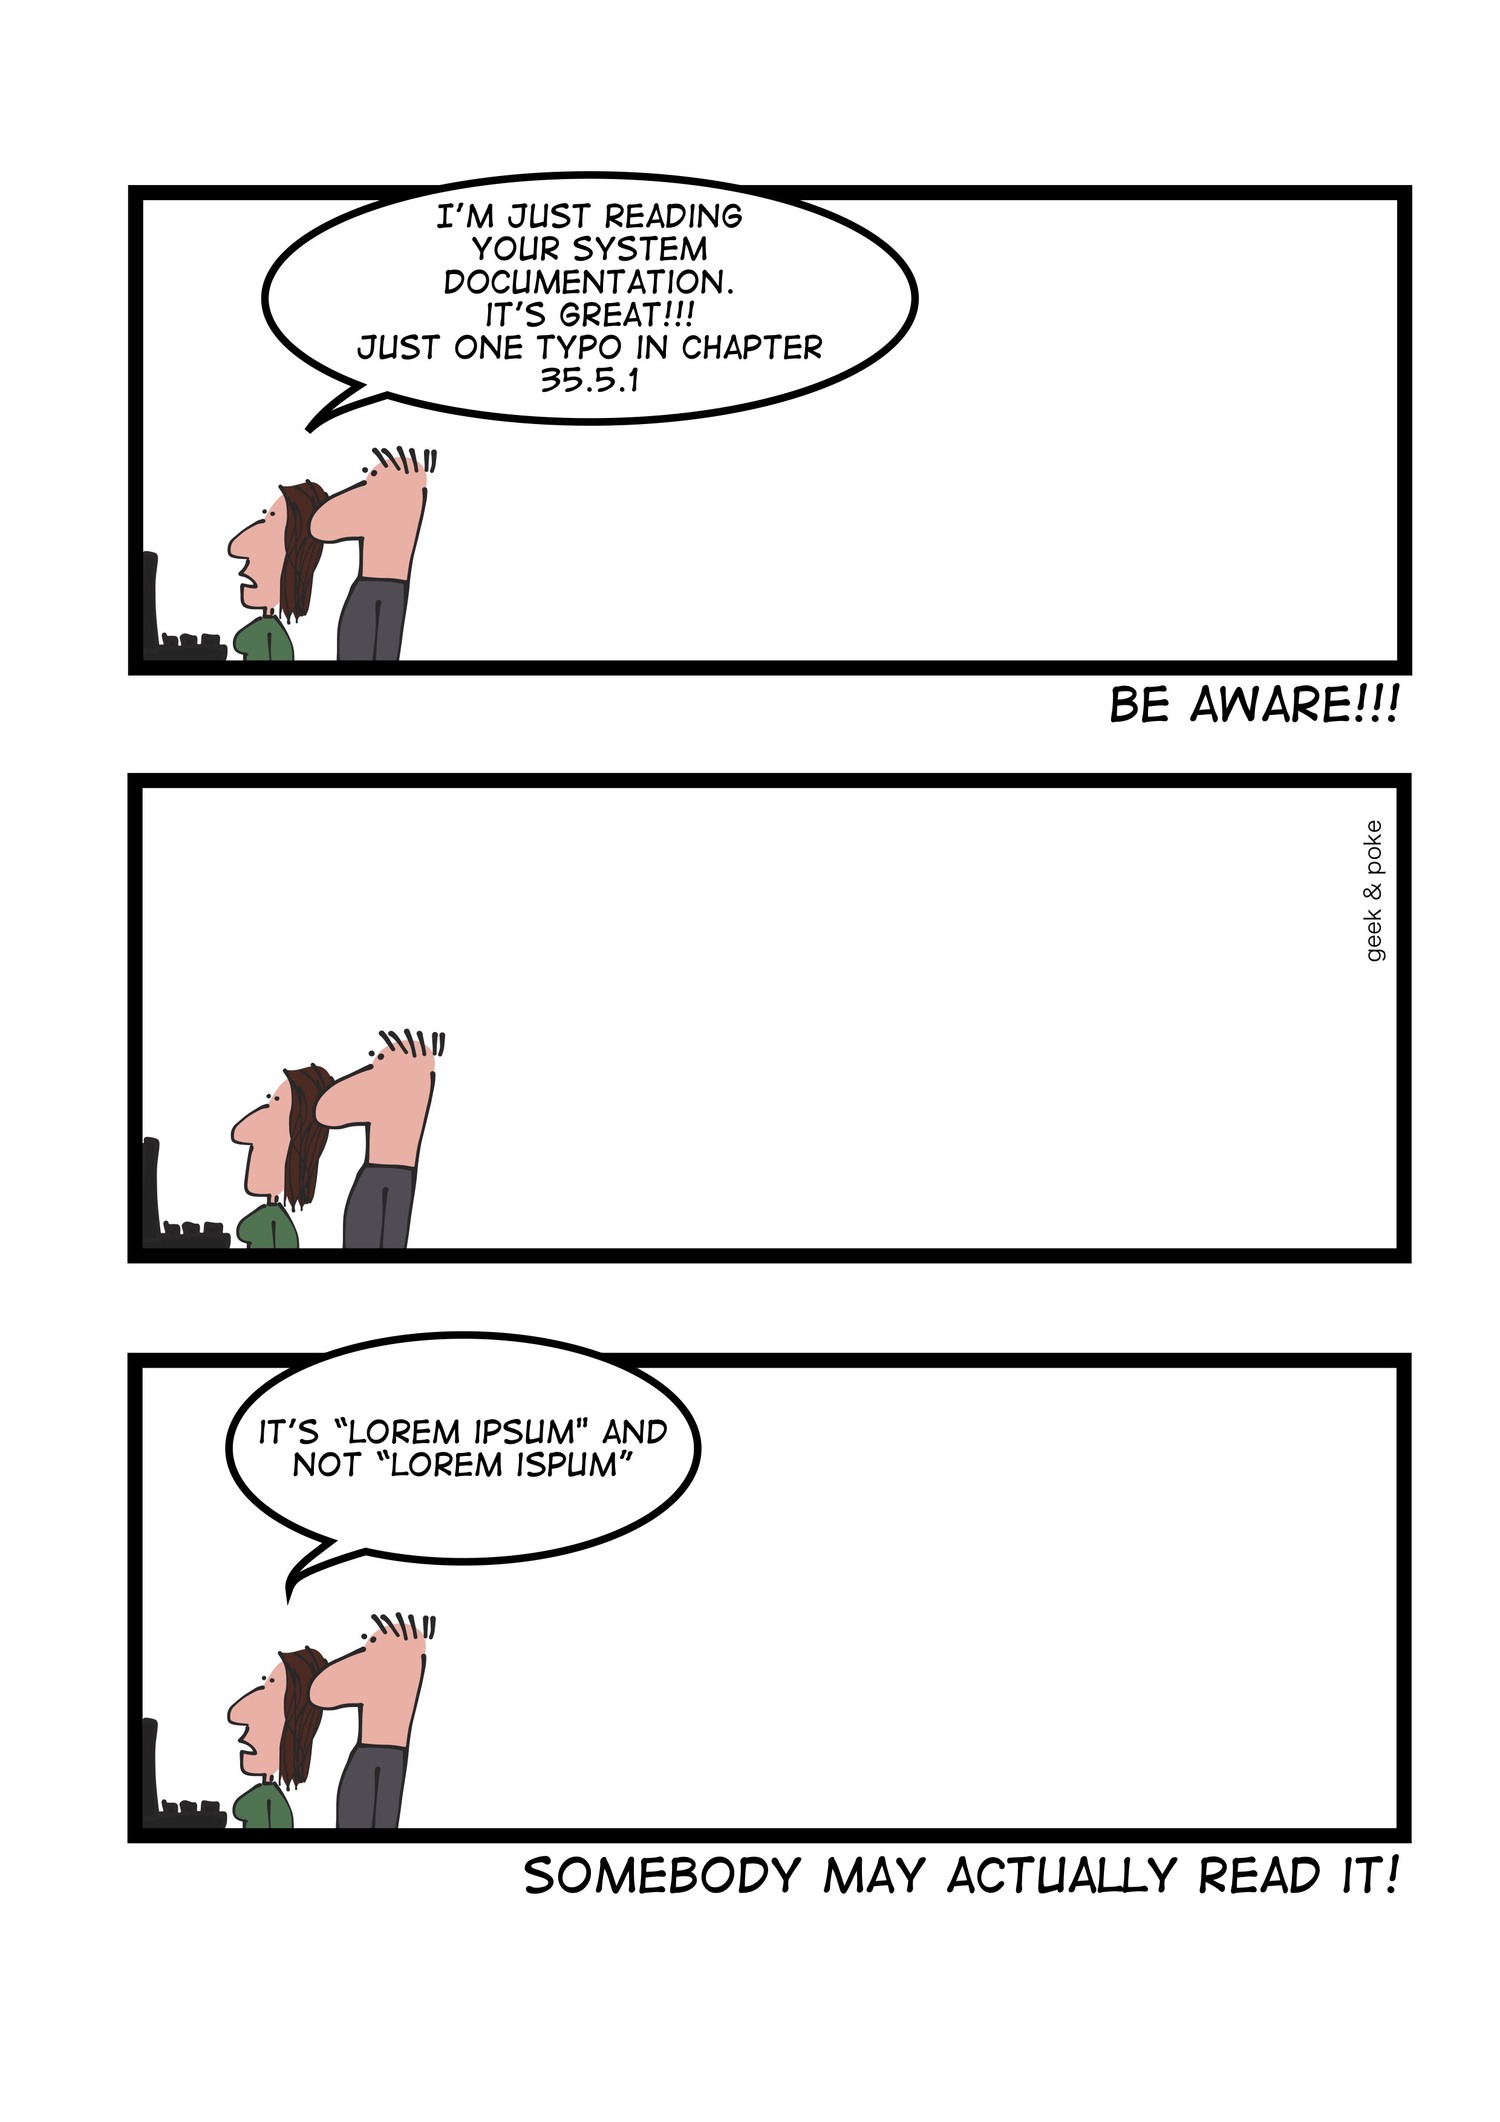 I'M JUST READING
YOUR SYSTEM
DOCUMENTATION.
IT'S GREAT!!!
JUST ONE TYPO IN CHAPTER
35.5.1
BE AWARE!!!
geek & poke
IT'S "LOREM IPSUM" AND
NOT "LOREM ISPUM"
SOMEBODY MAY ACTUALLY READ IT!